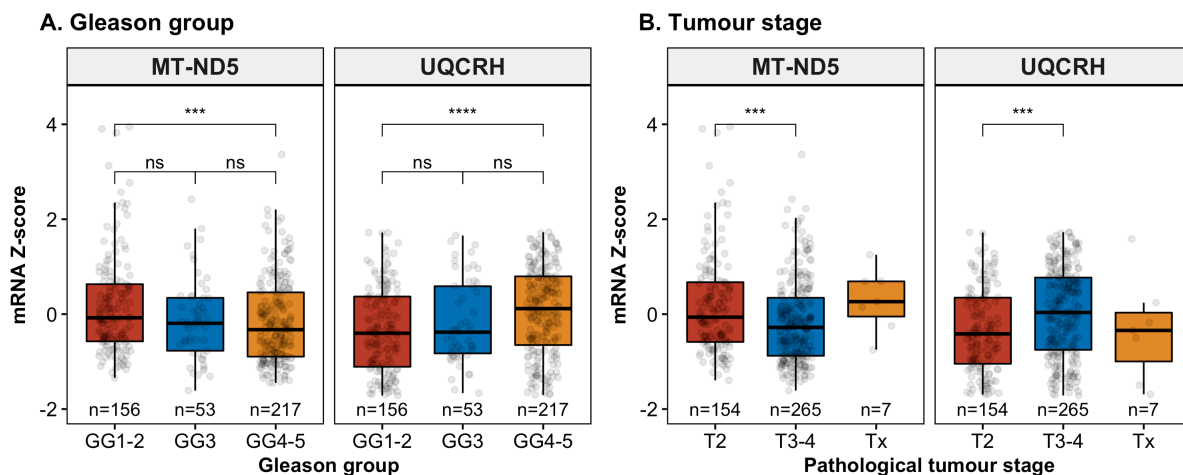 A. Gleason group
B. Tumour stage
MT-ND5
UQCRH
MT-ND5
UQCRH
mRNA Z-score
4
2
0
-2
***
ns
ns
n=156
n=53
n=217
GG1-2
GG3
GG4-5
****
ns
ns
n=156
n=53
n=217
GG1-2
GG3
GG4-5
Gleason group
mRNA Z-score
4
2
0
-2
***
n=154
n=265
n=7
T2
T3-4
Tx
***
n=154
n=265
n=7
T2
T3-4
Tx
Pathological tumour stage